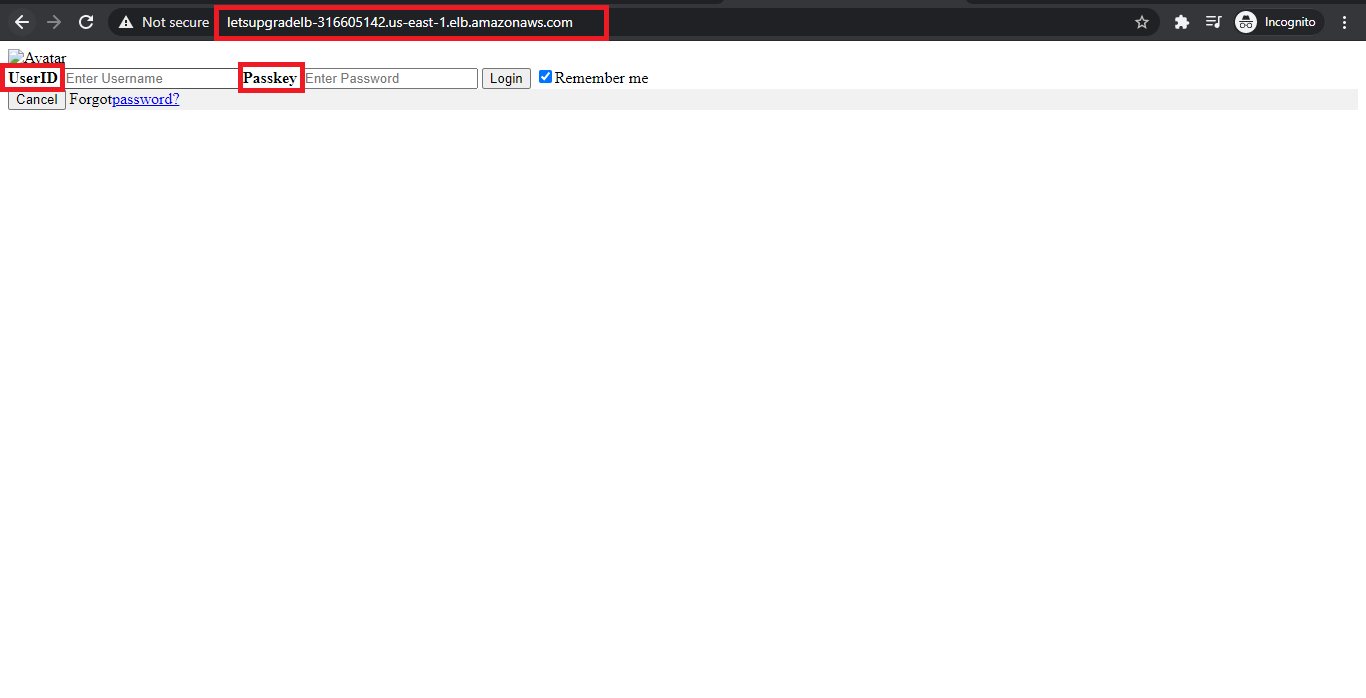 Not secure letsupgradelb-316605142.us-east-1.elb.amazonaws.com Incognito
Avatar
UserID Enter Username Passkey Enter Password Login Remember me
Cancel Forgotpassword?